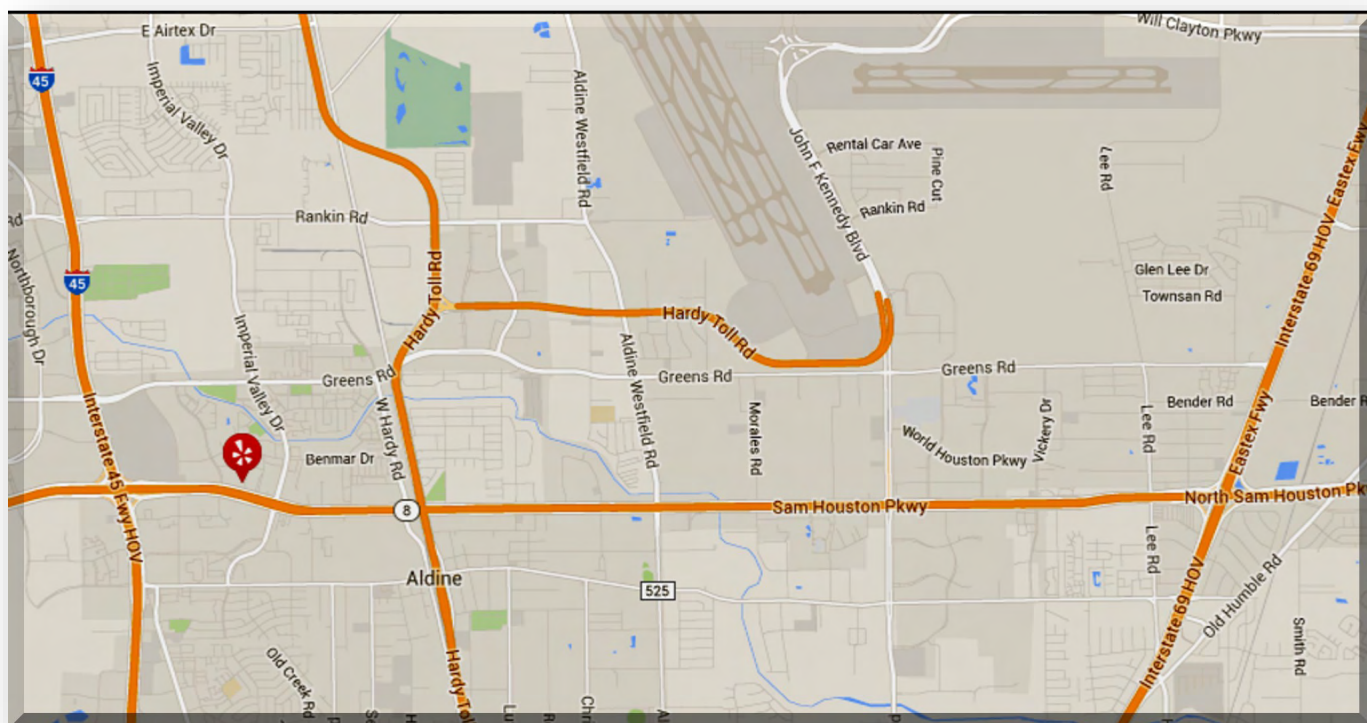 Will Clayton Pkwy
E Airtex Dr
45
Imperial Valley Dr
Aldine Westfield Rd
John F Kennedy Blvd
Rental Car Ave
Pine Cut
Lee Rd
Interstate 69 HOV
Eastex Fwy
Rankin Rd
Rankin Rd
Rd
Northborough Dr
45
Hardy Toll Rd
Glen Lee Dr
Townsan Rd
Imperial Valley Dr
Hardy Toll Rd
Aldine Westfield Rd
Greens Rd
Greens Rd
Greens Rd
Interstate 45 Fwy HOV
W Hardy Rd
Morales Rd
Vickery Dr
Lee Rd
Bender Rd
Bender R
Eastex Fwy
World Houston Pkwy
Benmar Dr
8
Sam Houston Pkwy
North Sam Houston Pk
Lee Rd
Aldine
525
Interstate 69 HOV
Old Humble Rd
Smith Rd
Old Creek Rd
Hardy Tol
Lu
Chri
Al